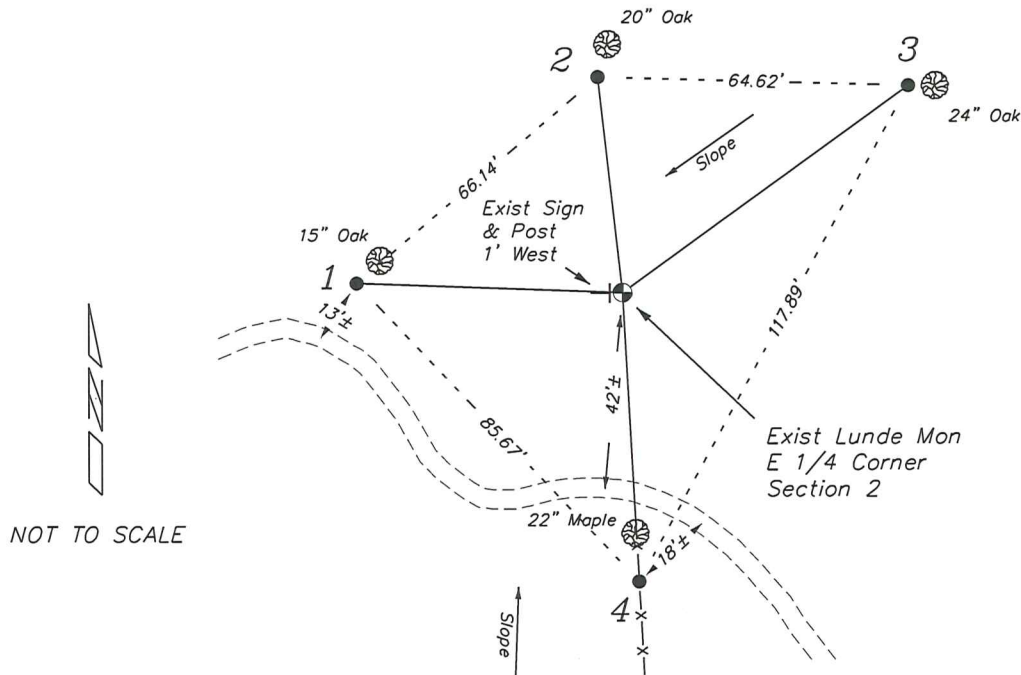 20" Oak
2
3
64.62'
24" Oak
Slope
66.14'
Exist Sign
& Post
1' West
15" Oak
1
13'±
117.89'
42'±
85.67'
Exist Lunde Mon
E 1/4 Corner
Section 2
N
NOT TO SCALE
22" Maple
18'±
4
Slope